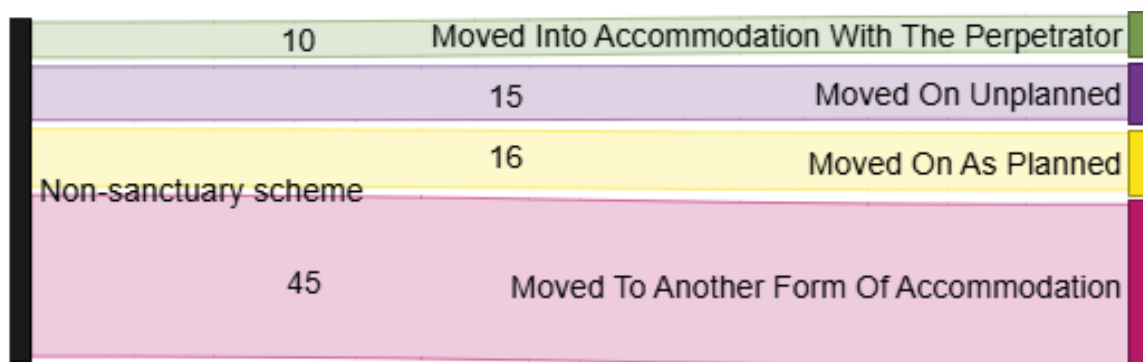 10 Moved Into Accommodation With The Perpetrator
15 Moved On Unplanned
16 Moved On As Planned
Non-sanctuary scheme
45 Moved To Another Form Of Accommodation